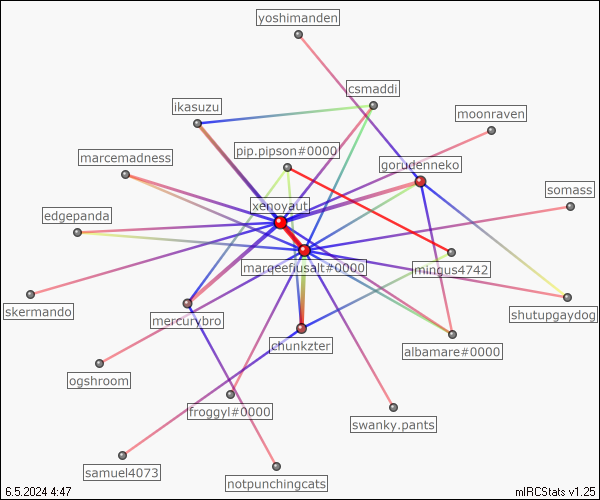 yoshimanden
csmaddi
ikasuzu
moonraven
pip.pipson#0000
marcemadness
gorudenneko
somass
xenoyaut
edgepanda
marqeefiusalt#0000
mingus4742
skermando
shutupgaydog
mercurybro
chunkzter
albamare#0000
ogshroom
froggyl#0000
swanky.pants
samuel4073
notpunchingcats
6.5.2024 4:47
mIRCStats v1.25